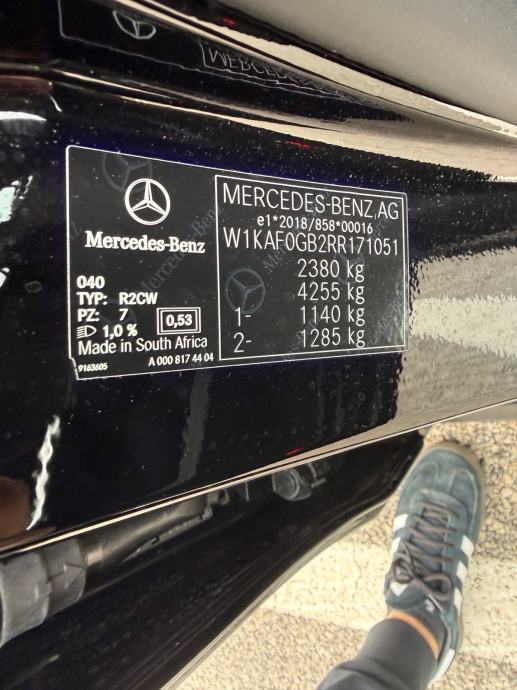 Mercedes-Benz
040
TYP: R2CW
PZ: 7
1,0 %
0,53
Made in South Africa
9163605
A 000 817 44 04
MERCEDES-BENZ AG
e1*2018/858*00016
W1KAF0GB2RR171051
2380 kg
4255 kg
1- 1140 kg
2- 1285 kg